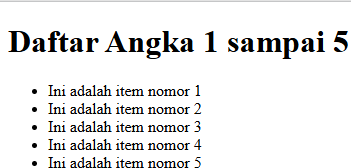 Daftar Angka 1 sampai 5
Ini adalah item nomor 1
Ini adalah item nomor 2
Ini adalah item nomor 3
Ini adalah item nomor 4
Ini adalah item nomor 5